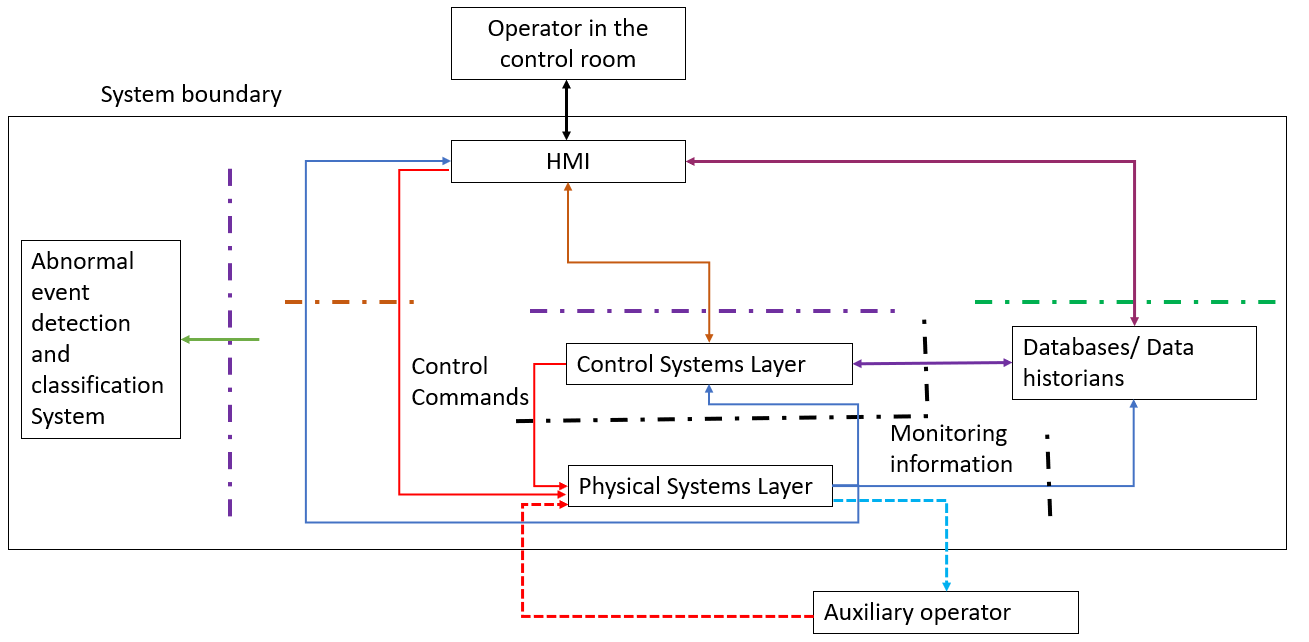 Operator in the
control room
System boundary
HMI
Abnormal
event
detection
and
classification
System
Control
Commands
Control Systems Layer
Databases/ Data
historians
Monitoring
information
Physical Systems Layer
Auxiliary operator